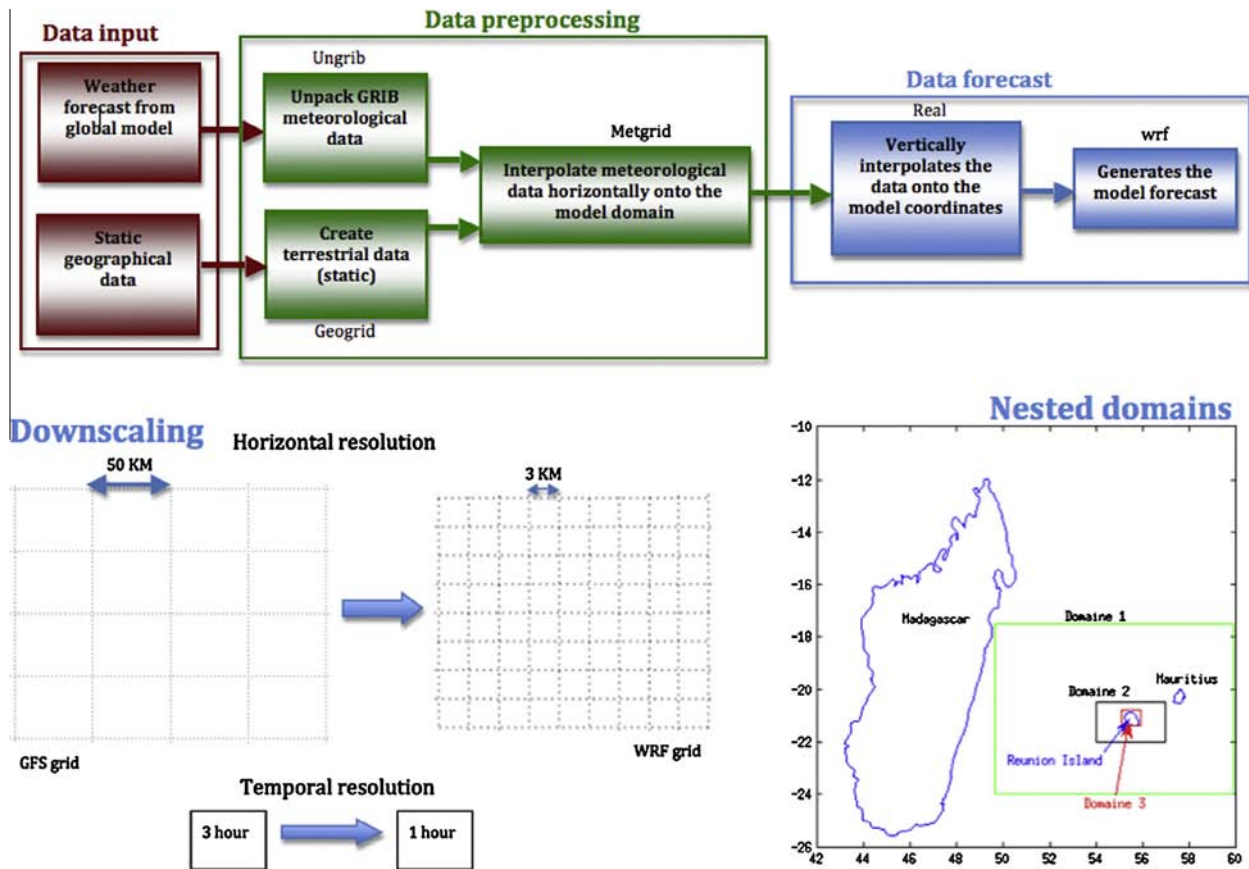 Data input
Weather
forecast from
global model
Static
geographical
data
Data preprocessing
Ungrib
Unpack GRIB
meteorological
data
Create
terrestrial data
(static)
Geogrid
Metgrid
Interpolate meteorological
data horizontally onto the
model domain
Data forecast
Real
Vertically
interpolates the
data onto the
model coordinates
wrf
Generates the
model forecast
Downscaling
Horizontal resolution
50 KM
3 KM
GFS grid
WRF grid
Temporal resolution
3 hour
1 hour
Nested domains
-10
-12
-14
-16
-18
-20
-22
-24
-26
42
44
46
48
50
52
54
56
58
60
Madagascar
Domaine 1
Mauritius
Domaine 2
Reunion Island
Domaine 3